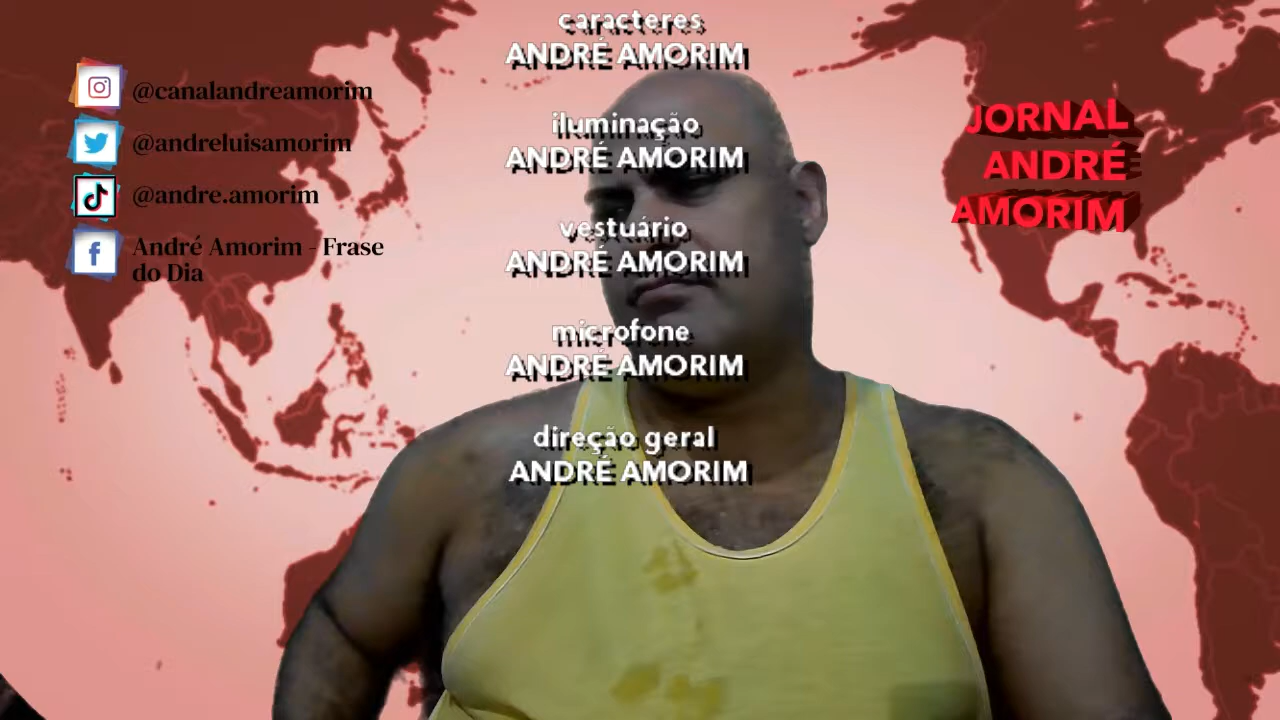 @canalandreamorim
@andreluisamorim
@andre.amorim
André Amorim - Frase
do Dia
caracteres
ANDRÉ AMORIM
iluminação
ANDRÉ AMORIM
vestuário
ANDRÉ AMORIM
microfone
ANDRÉ AMORIM
direção geral
ANDRÉ AMORIM
JORNAL
ANDRÉ
AMORIM